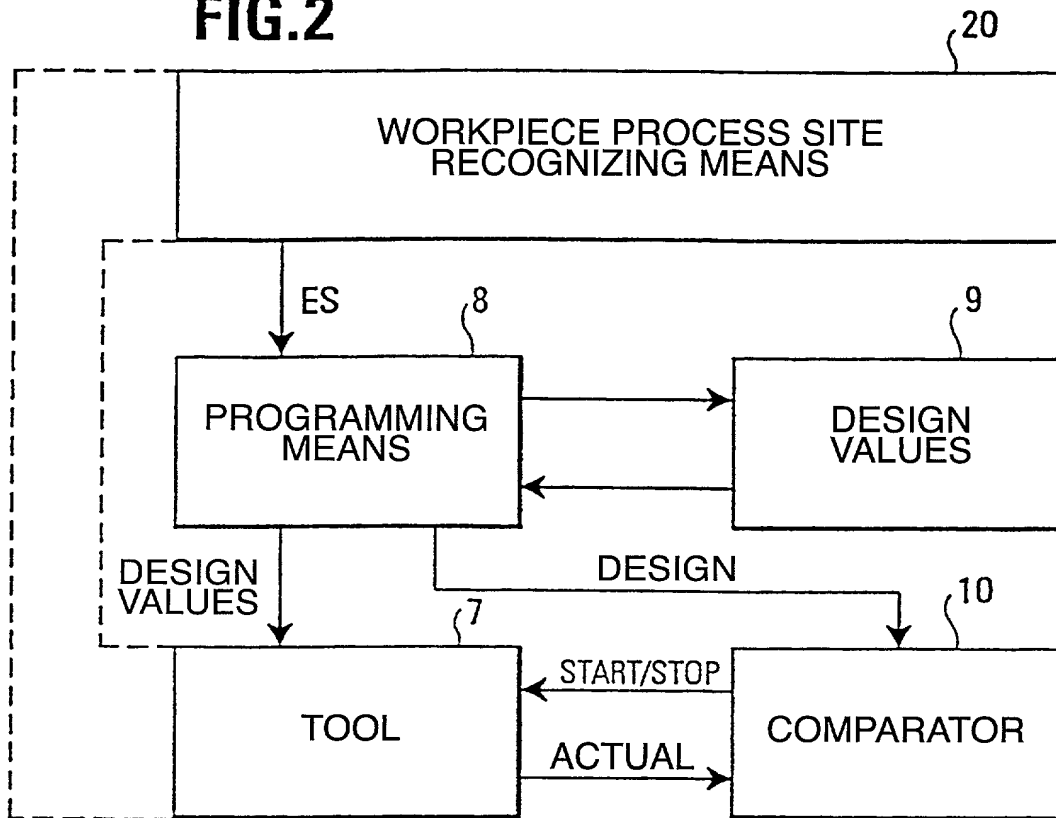 FIG.2
20
WORKPIECE PROCESS SITE
RECOGNIZING MEANS
ES
8
9
PROGRAMMING
MEANS
DESIGN
VALUES
DESIGN
VALUES
DESIGN
7
10
START/STOP
TOOL
COMPARATOR
ACTUAL